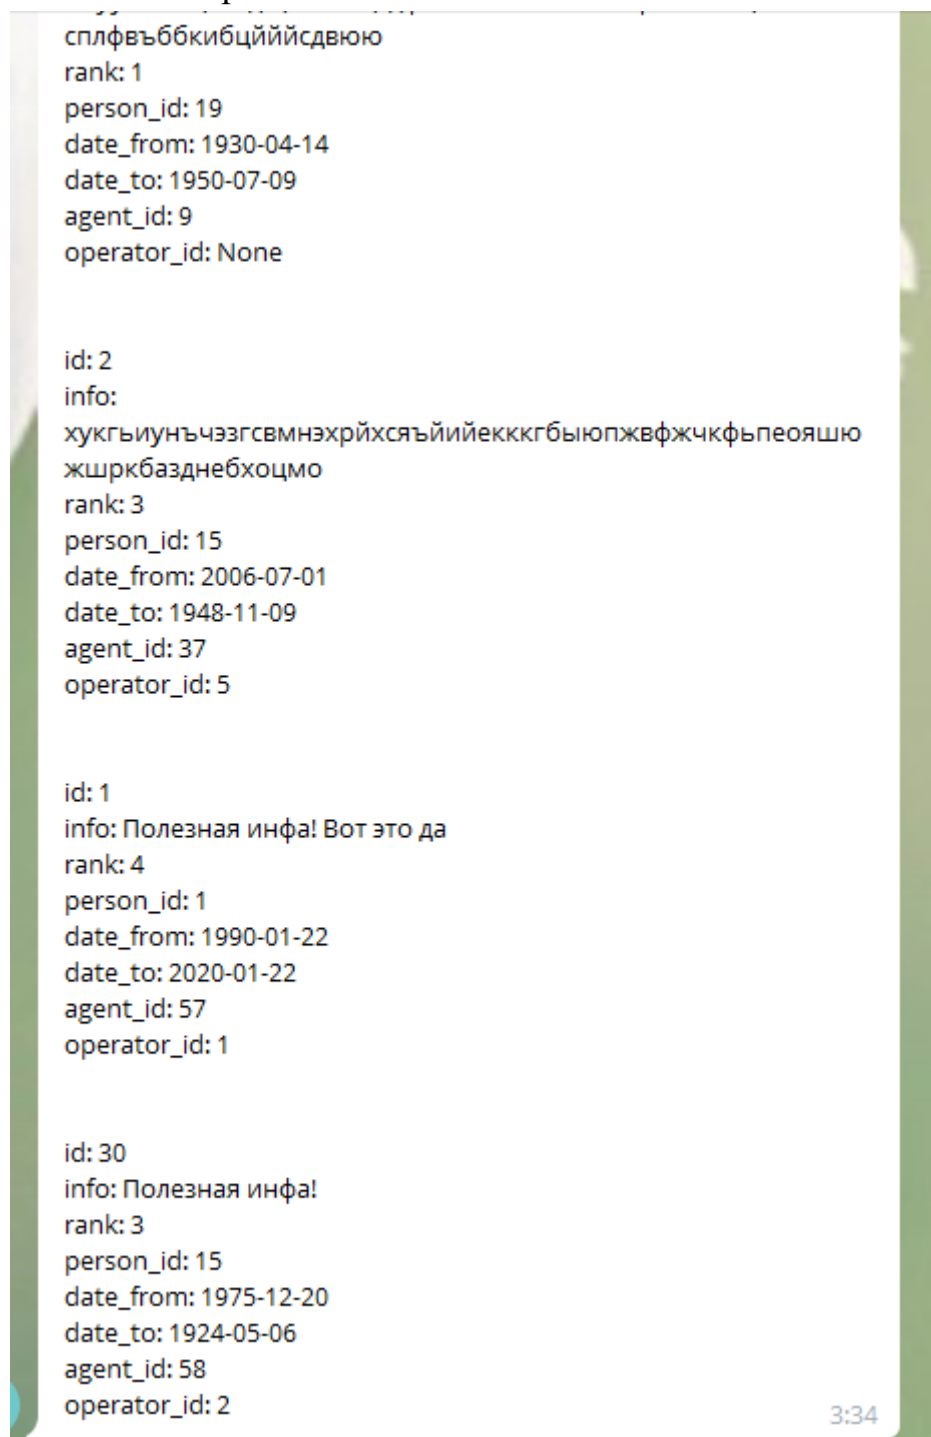 сплфвъббкибцйййсдвюю
rank: 1
person_id: 19
date_from: 1930-04-14
date_to: 1950-07-09
agent_id: 9
operator_id: None
id: 2
info:
хукгьиунъчэзгсвмнэхрйхсяъйийекккгбыюпжвфжчкфьпеояшю
жшркбазднебхоцмо
rank: 3
person_id: 15
date_from: 2006-07-01
date_to: 1948-11-09
agent_id: 37
operator_id: 5
id: 1
info: Полезная инфа! Вот это да
rank: 4
person_id: 1
date_from: 1990-01-22
date_to: 2020-01-22
agent_id: 57
operator_id: 1
id: 30
info: Полезная инфа!
rank: 3
person_id: 15
date_from: 1975-12-20
date_to: 1924-05-06
agent_id: 58
operator_id: 2
3:34